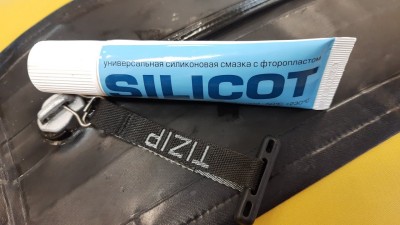 универсальная силиконовая смазка с фторопластом
SILICOT
TIZIP